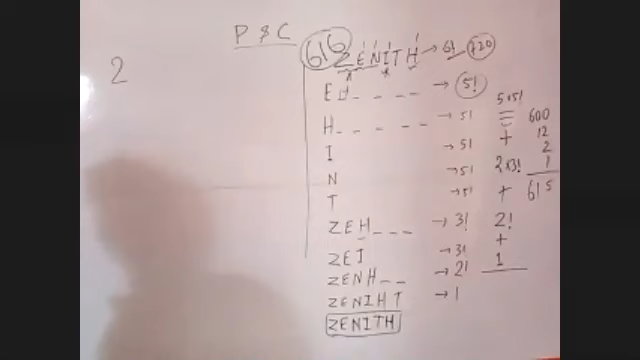 P & C
2
616
ZENITH → 6! 720
E _ _ _ _ → 5!
H _ _ _ _ _ → 5!
I → 5!
N → 5!
T → 5!
ZEH _ _ _ → 3!
ZEI → 3!
ZENH _ _ → 2!
ZENIHT → 1
ZENITH
5×5!
+
2×3!
+
2!
+
1
600
12
2
1
615